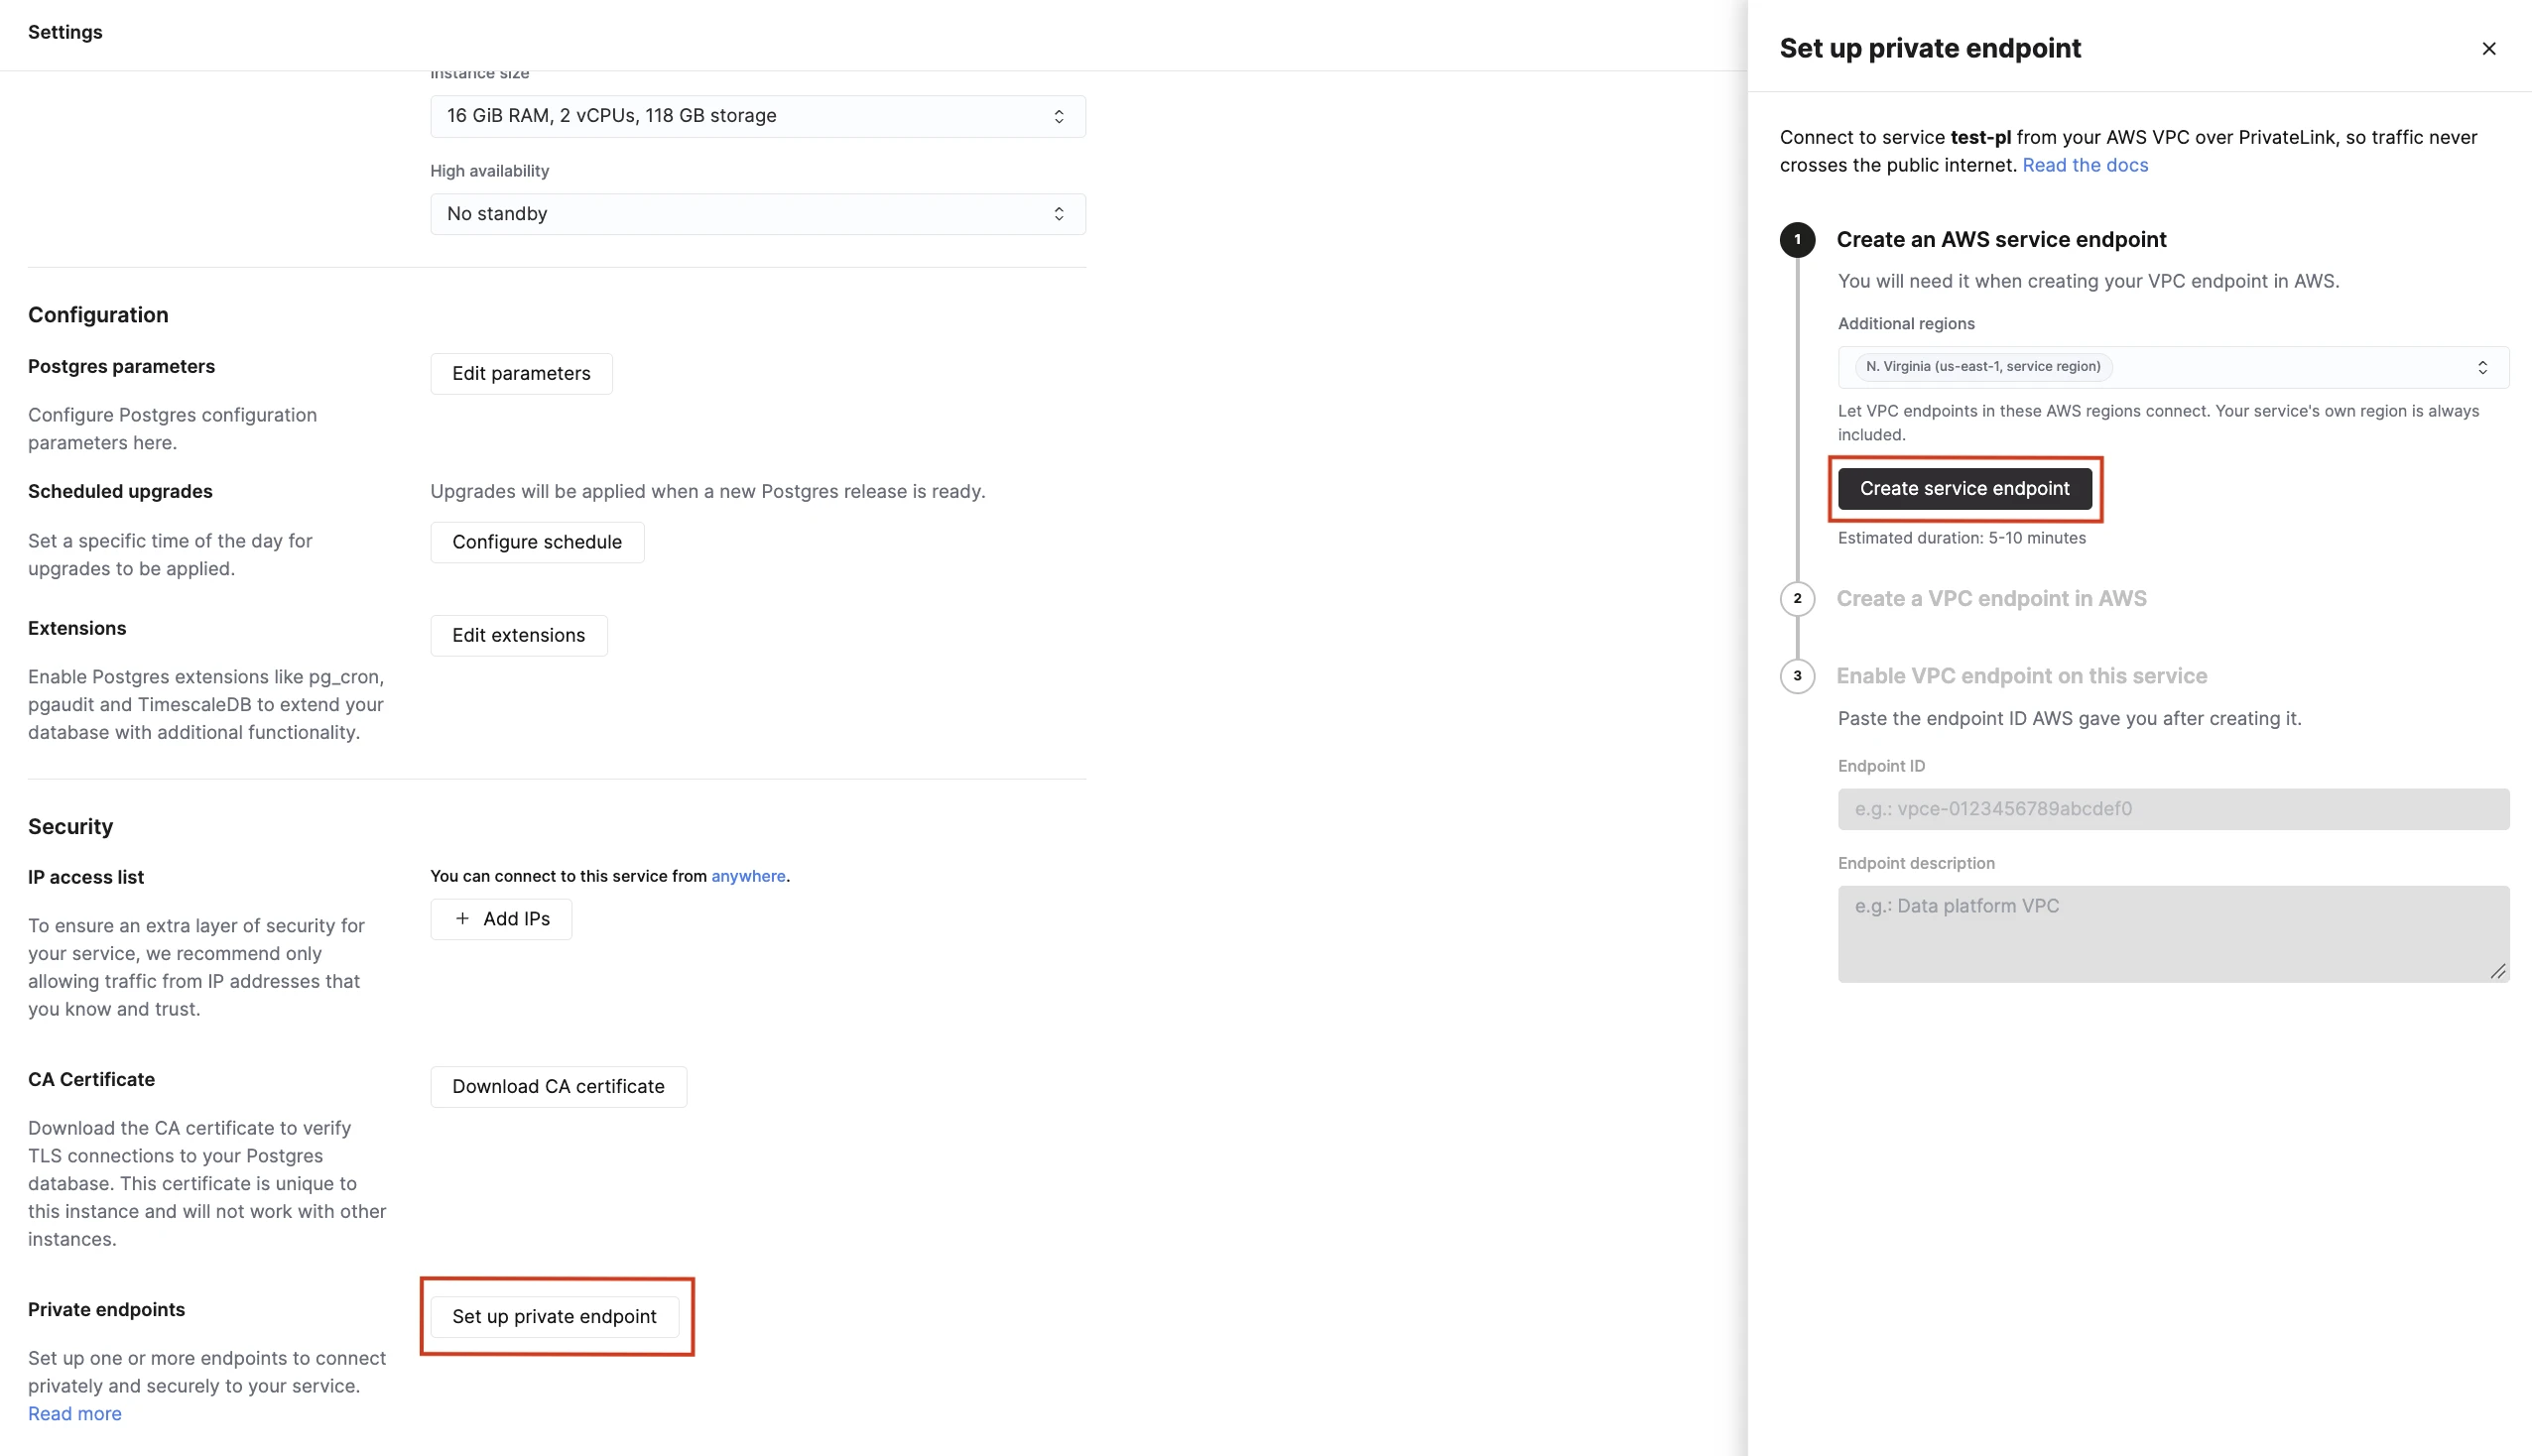 Settings
Instance size
16 GiB RAM, 2 vCPUs, 118 GB storage
High availability
No standby
Configuration
Postgres parameters
Edit parameters
Configure Postgres configuration
parameters here.
Scheduled upgrades
Upgrades will be applied when a new Postgres release is ready.
Set a specific time of the day for
upgrades to be applied.
Configure schedule
Extensions
Edit extensions
Enable Postgres extensions like pg_cron,
pgaudit and TimescaleDB to extend your
database with additional functionality.
Security
IP access list
You can connect to this service from anywhere.
+ Add IPs
To ensure an extra layer of security for
your service, we recommend only
allowing traffic from IP addresses that
you know and trust.
CA Certificate
Download CA certificate
Download the CA certificate to verify
TLS connections to your Postgres
database. This certificate is unique to
this instance and will not work with other
instances.
Private endpoints
Set up private endpoint
Set up one or more endpoints to connect
privately and securely to your service.
Read more
Set up private endpoint
Connect to service test-pl from your AWS VPC over PrivateLink, so traffic never
crosses the public internet. Read the docs
1 Create an AWS service endpoint
You will need it when creating your VPC endpoint in AWS.
Additional regions
N. Virginia (us-east-1, service region)
Let VPC endpoints in these AWS regions connect. Your service's own region is always
included.
Create service endpoint
Estimated duration: 5-10 minutes
2 Create a VPC endpoint in AWS
3 Enable VPC endpoint on this service
Paste the endpoint ID AWS gave you after creating it.
Endpoint ID
e.g.: vpce-0123456789abcdef0
Endpoint description
e.g.: Data platform VPC